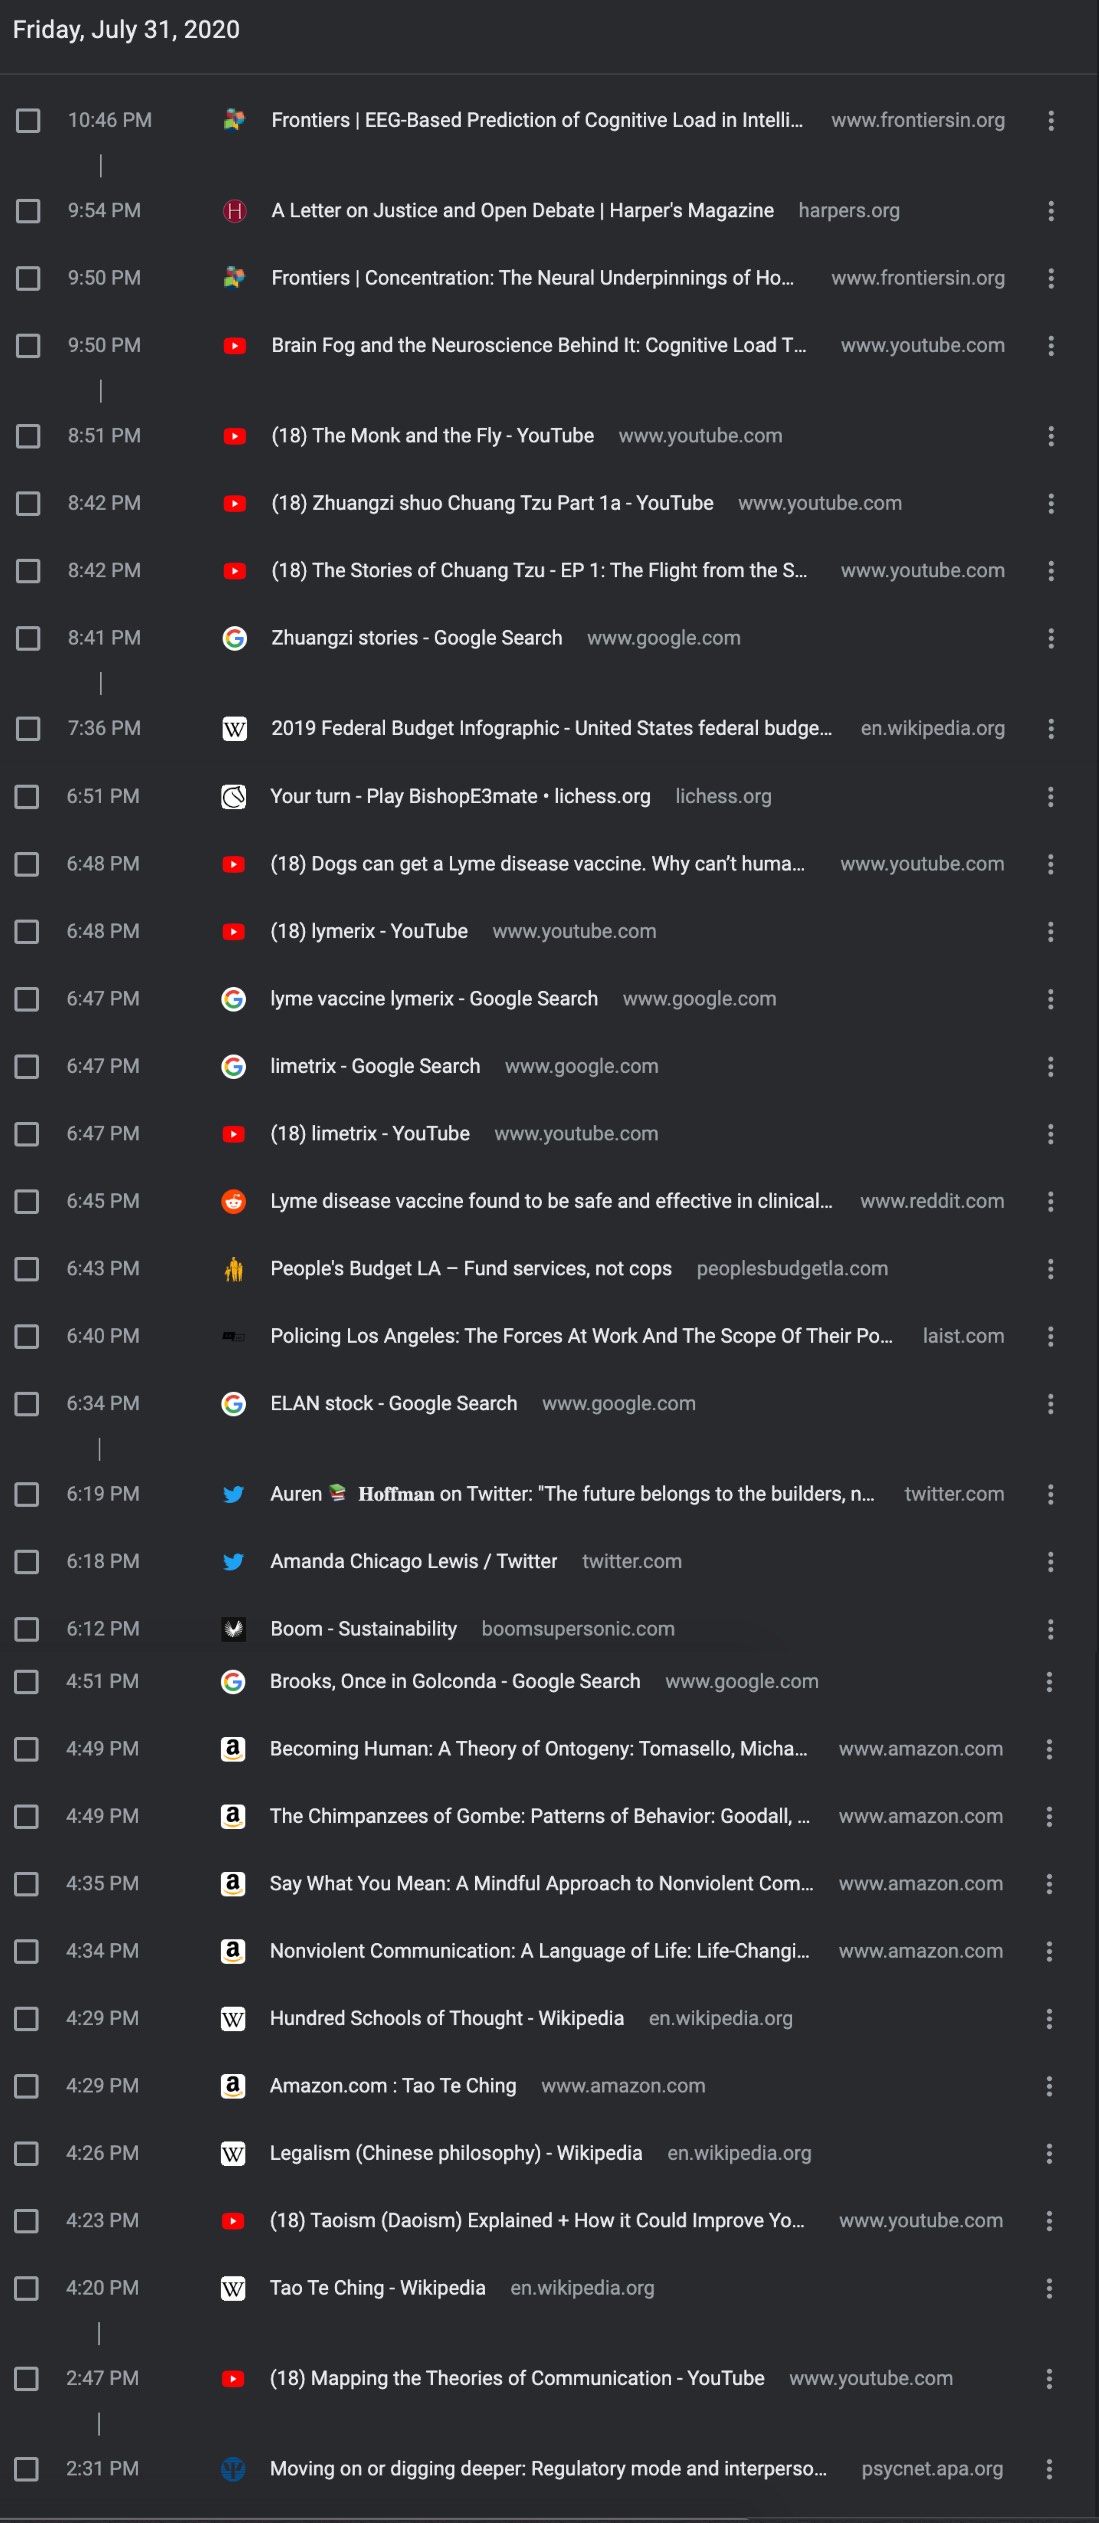 Friday, July 31, 2020
10:46 PM Frontiers | EEG-Based Prediction of Cognitive Load in Intelli... www.frontiersin.org
9:54 PM H A Letter on Justice and Open Debate | Harper's Magazine harpers.org
9:50 PM Frontiers | Concentration: The Neural Underpinnings of Ho... www.frontiersin.org
9:50 PM Brain Fog and the Neuroscience Behind It: Cognitive Load T... www.youtube.com
8:51 PM (18) The Monk and the Fly - YouTube www.youtube.com
8:42 PM (18) Zhuangzi shuo Chuang Tzu Part 1a - YouTube www.youtube.com
8:42 PM (18) The Stories of Chuang Tzu - EP 1: The Flight from the S... www.youtube.com
8:41 PM G Zhuangzi stories - Google Search www.google.com
7:36 PM W 2019 Federal Budget Infographic - United States federal budge... en.wikipedia.org
6:51 PM Your turn - Play BishopE3mate • lichess.org lichess.org
6:48 PM (18) Dogs can get a Lyme disease vaccine. Why can’t huma... www.youtube.com
6:48 PM (18) lymerix - YouTube www.youtube.com
6:47 PM G lyme vaccine lymerix - Google Search www.google.com
6:47 PM G limetrix - Google Search www.google.com
6:47 PM (18) limetrix - YouTube www.youtube.com
6:45 PM Lyme disease vaccine found to be safe and effective in clinical... www.reddit.com
6:43 PM People's Budget LA – Fund services, not cops peoplesbudgetla.com
6:40 PM Policing Los Angeles: The Forces At Work And The Scope Of Their Po... laist.com
6:34 PM G ELAN stock - Google Search www.google.com
6:19 PM Auren 📚 𝐇𝐨𝐟𝐟𝐦𝐚𝐧 on Twitter: "The future belongs to the builders, n... twitter.com
6:18 PM Amanda Chicago Lewis / Twitter twitter.com
6:12 PM Boom - Sustainability boomsupersonic.com
4:51 PM G Brooks, Once in Golconda - Google Search www.google.com
4:49 PM a Becoming Human: A Theory of Ontogeny: Tomasello, Micha... www.amazon.com
4:49 PM a The Chimpanzees of Gombe: Patterns of Behavior: Goodall, ... www.amazon.com
4:35 PM a Say What You Mean: A Mindful Approach to Nonviolent Com... www.amazon.com
4:34 PM a Nonviolent Communication: A Language of Life: Life-Changi... www.amazon.com
4:29 PM W Hundred Schools of Thought - Wikipedia en.wikipedia.org
4:29 PM a Amazon.com : Tao Te Ching www.amazon.com
4:26 PM W Legalism (Chinese philosophy) - Wikipedia en.wikipedia.org
4:23 PM (18) Taoism (Daoism) Explained + How it Could Improve Yo... www.youtube.com
4:20 PM W Tao Te Ching - Wikipedia en.wikipedia.org
2:47 PM (18) Mapping the Theories of Communication - YouTube www.youtube.com
2:31 PM Moving on or digging deeper: Regulatory mode and interperso... psycnet.apa.org